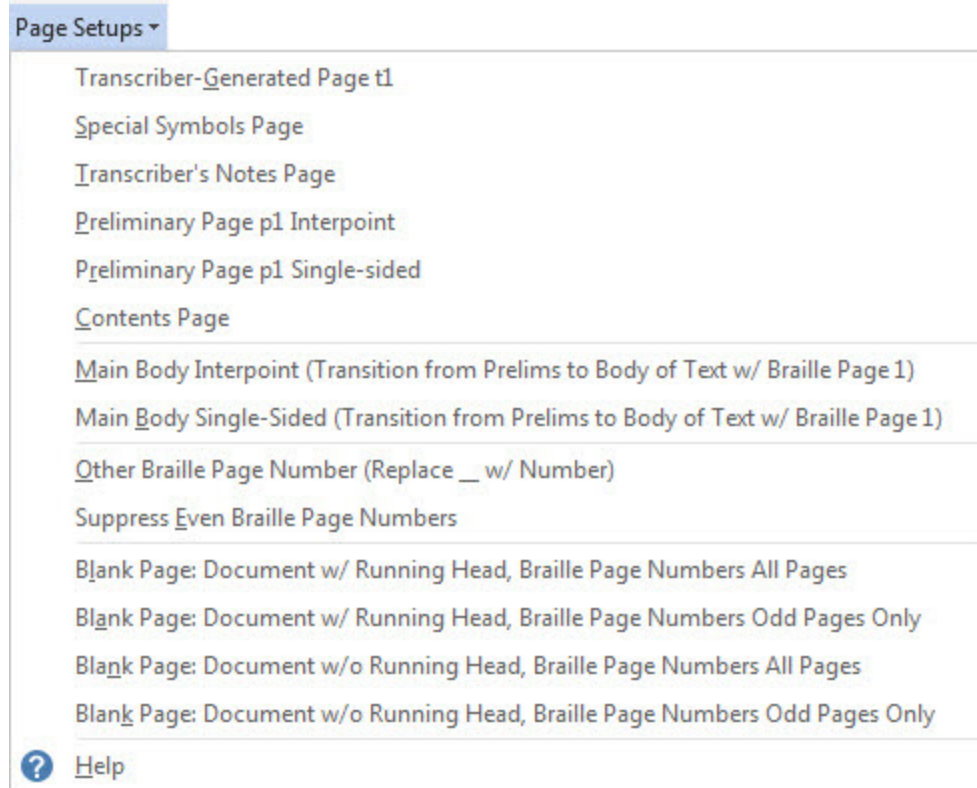 Page Setups
Transcriber-Generated Page t1
Special Symbols Page
Transcriber's Notes Page
Preliminary Page p1 Interpoint
Preliminary Page p1 Single-sided
Contents Page
Main Body Interpoint (Transition from Prelims to Body of Text w/ Braille Page 1)
Main Body Single-Sided (Transition from Prelims to Body of Text w/ Braille Page 1)
Other Braille Page Number (Replace __ w/ Number)
Suppress Even Braille Page Numbers
Blank Page: Document w/ Running Head, Braille Page Numbers All Pages
Blank Page: Document w/ Running Head, Braille Page Numbers Odd Pages Only
Blank Page: Document w/o Running Head, Braille Page Numbers All Pages
Blank Page: Document w/o Running Head, Braille Page Numbers Odd Pages Only
? Help